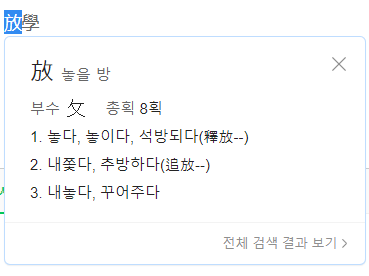 放學
放 놓을 방
부수 攵 총획 8획
1. 놓다, 놓이다, 석방되다(釋放--)
2. 내쫓다, 추방하다(追放--)
3. 내놓다, 꾸어주다
전체 검색 결과 보기 >